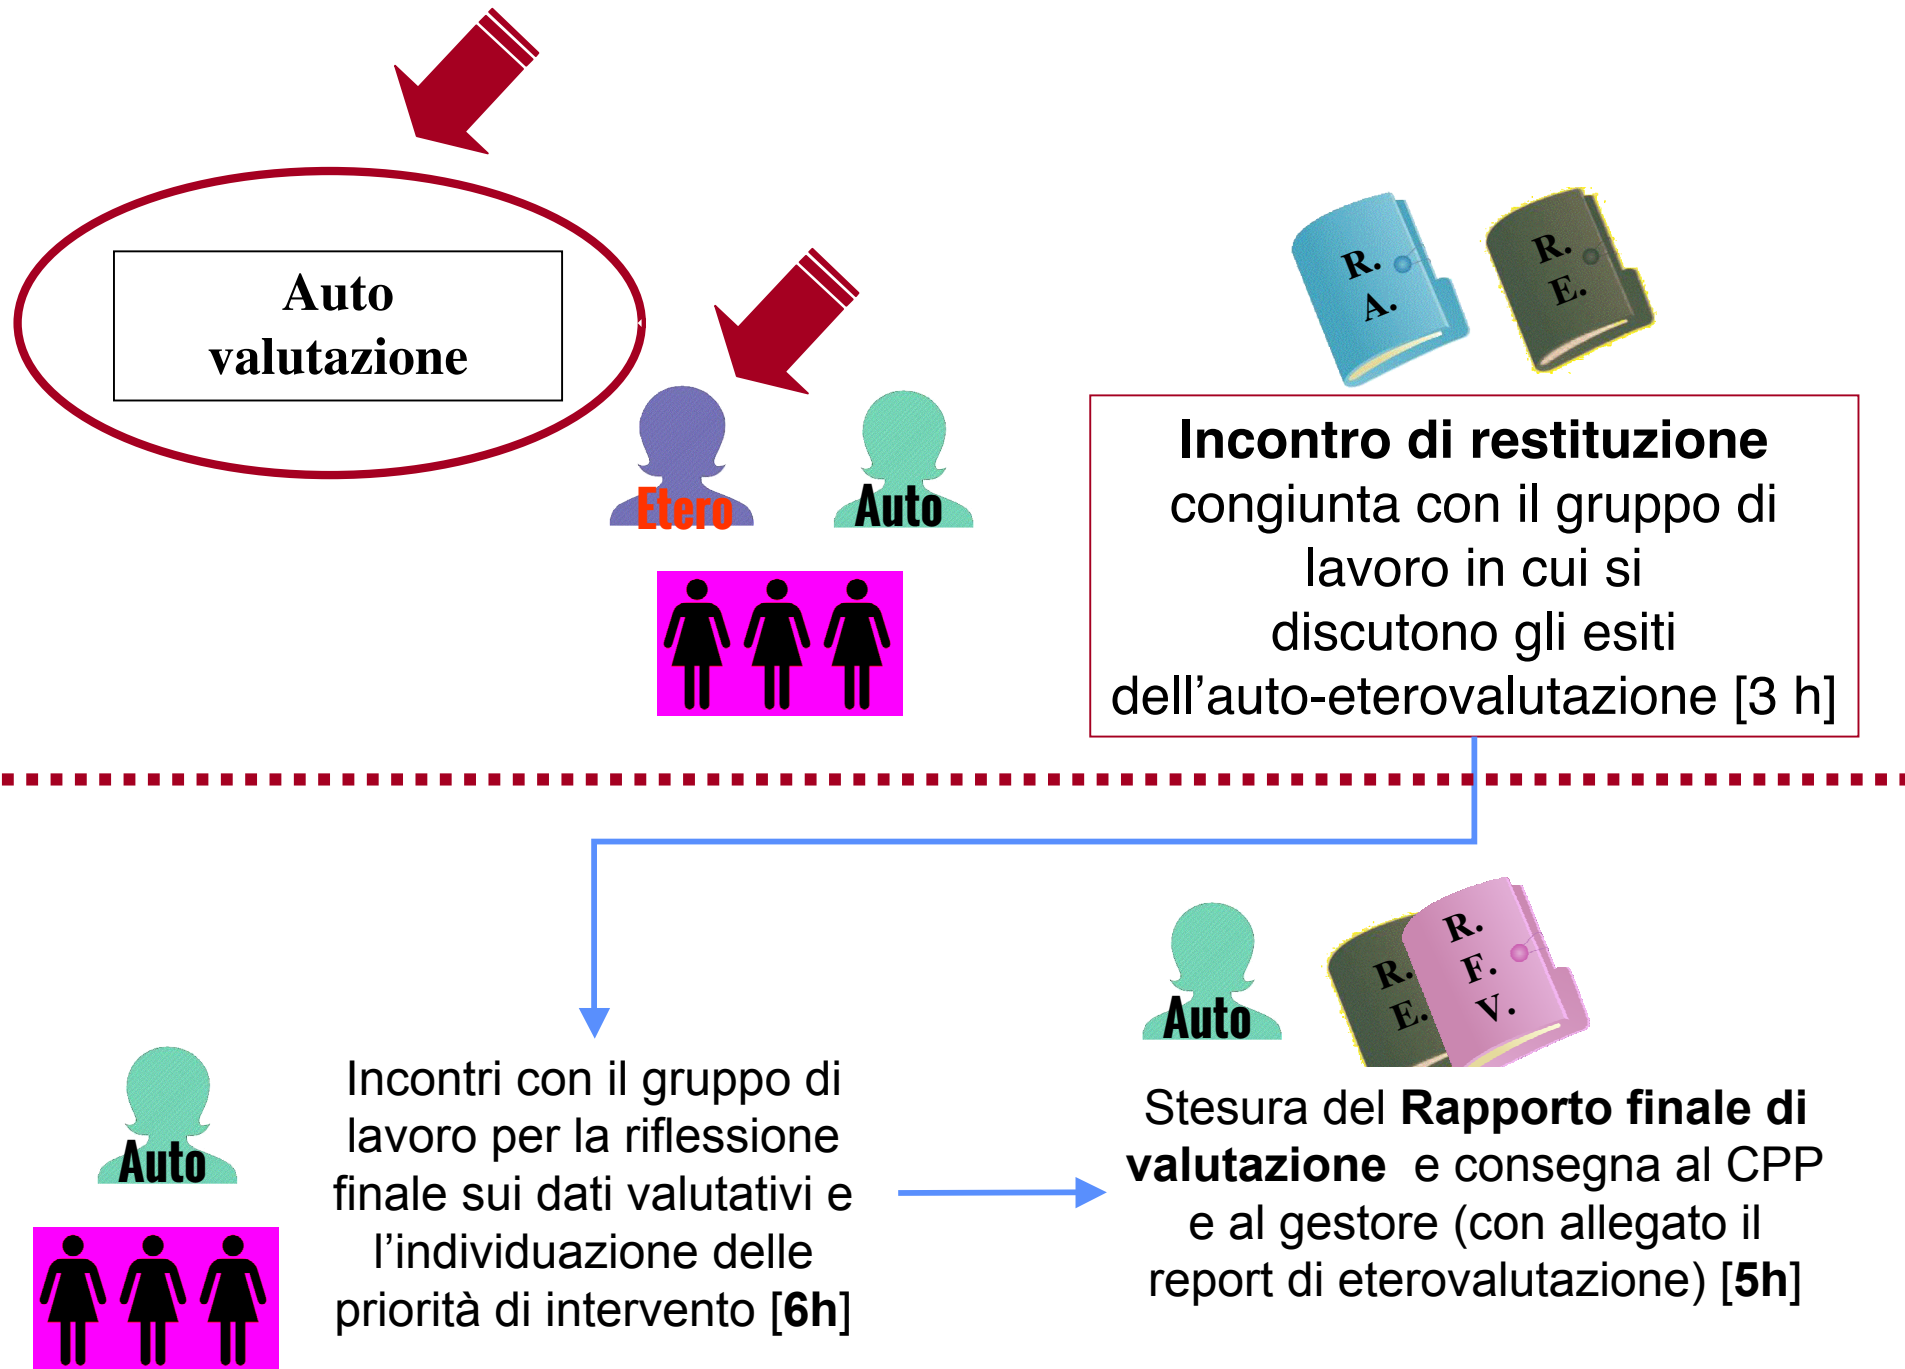 Auto
valutazione
Etero
Auto
R.
A.
R.
E.
Incontro di restituzione
congiunta con il gruppo di
lavoro in cui si
discutono gli esiti
dell’auto-eterovalutazione [3 h]
Auto
Incontri con il gruppo di
lavoro per la riflessione
finale sui dati valutativi e
l’individuazione delle
priorità di intervento [6h]
Auto
R.
E.
R.
F.
V.
Stesura del Rapporto finale di
valutazione e consegna al CPP
e al gestore (con allegato il
report di eterovalutazione) [5h]